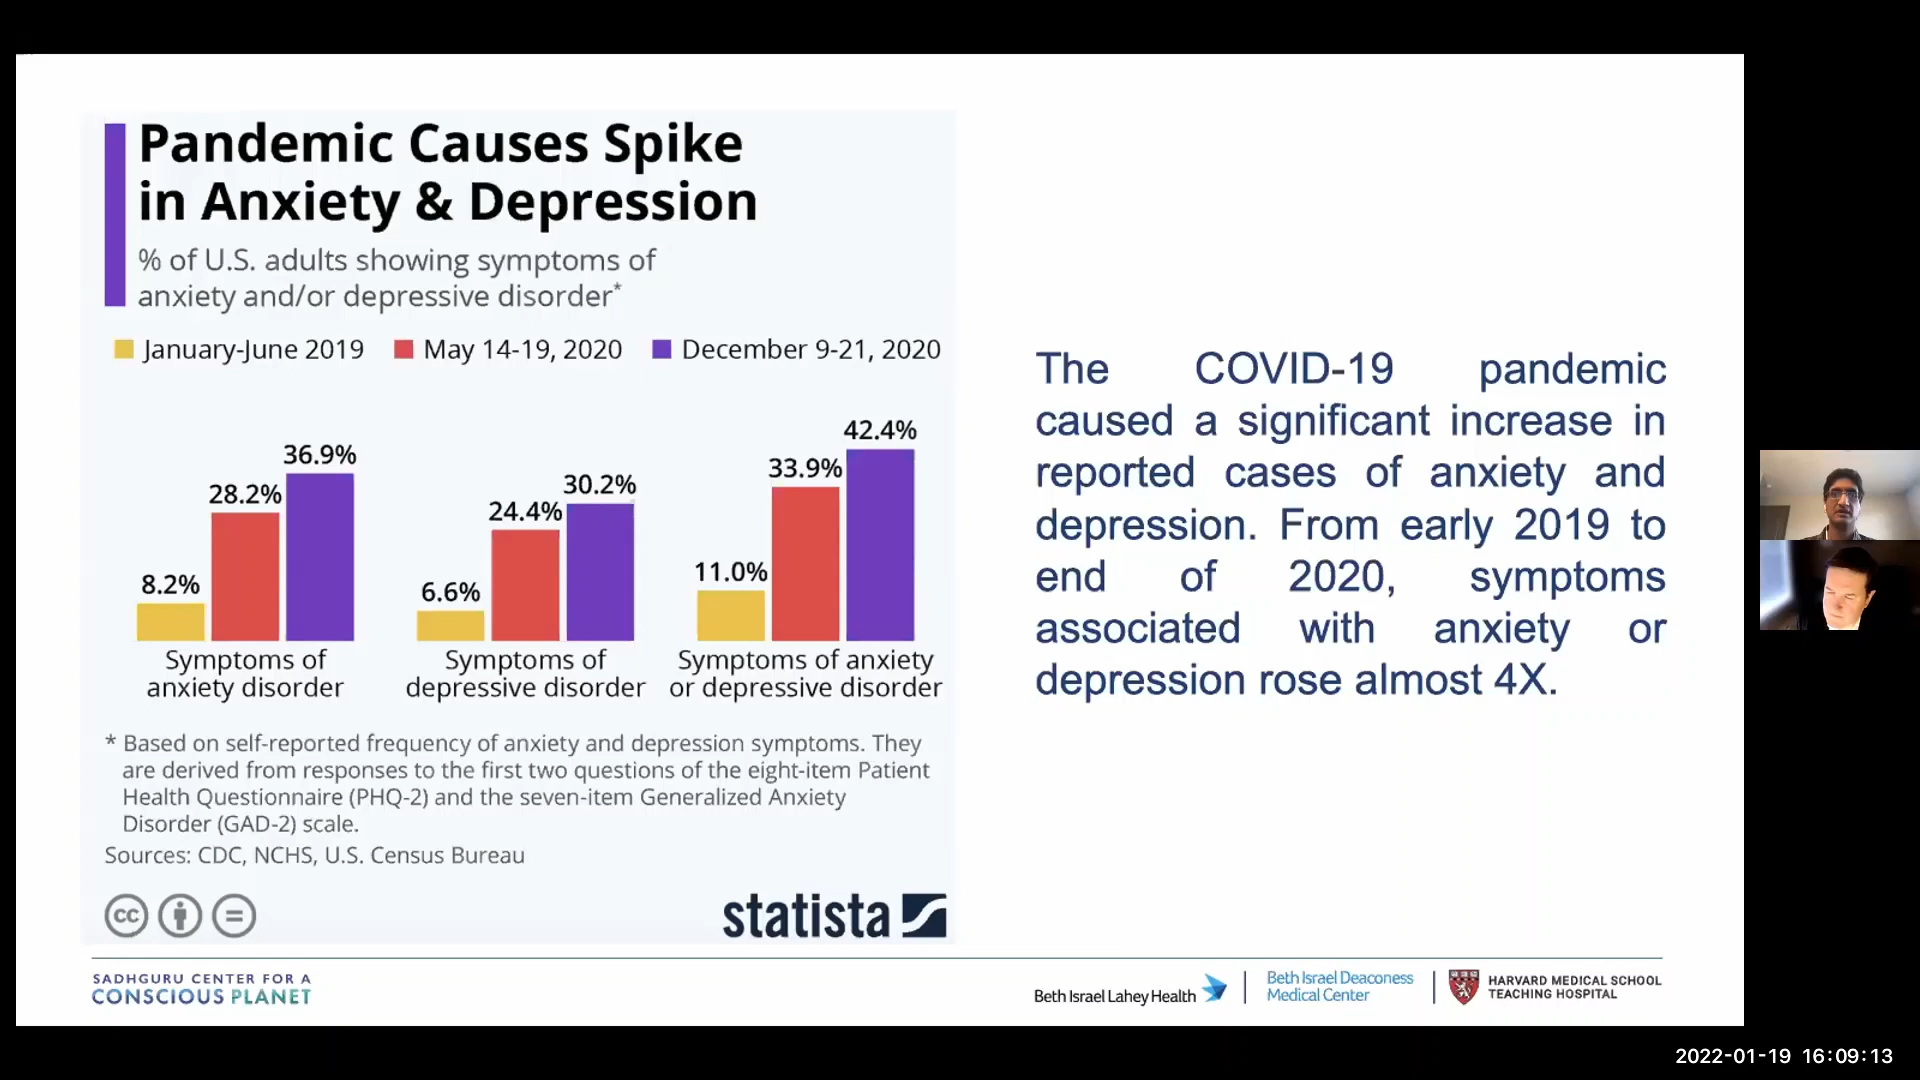 Pandemic Causes Spike
in Anxiety & Depression
% of U.S. adults showing symptoms of
anxiety and/or depressive disorder*
January-June 2019 May 14-19, 2020 December 9-21, 2020
8.2% 28.2% 36.9%
6.6% 24.4% 30.2%
11.0% 33.9% 42.4%
Symptoms of
anxiety disorder
Symptoms of
depressive disorder
Symptoms of anxiety
or depressive disorder
* Based on self-reported frequency of anxiety and depression symptoms. They
are derived from responses to the first two questions of the eight-item Patient
Health Questionnaire (PHQ-2) and the seven-item Generalized Anxiety
Disorder (GAD-2) scale.
Sources: CDC, NCHS, U.S. Census Bureau
cc
statista
The COVID-19 pandemic
caused a significant increase in
reported cases of anxiety and
depression. From early 2019 to
end of 2020, symptoms
associated with anxiety or
depression rose almost 4X.
SADHGURU CENTER FOR A
CONSCIOUS PLANET
Beth Israel Lahey Health
Beth Israel Deaconess
Medical Center
HARVARD MEDICAL SCHOOL
TEACHING HOSPITAL
2022-01-19 16:09:13